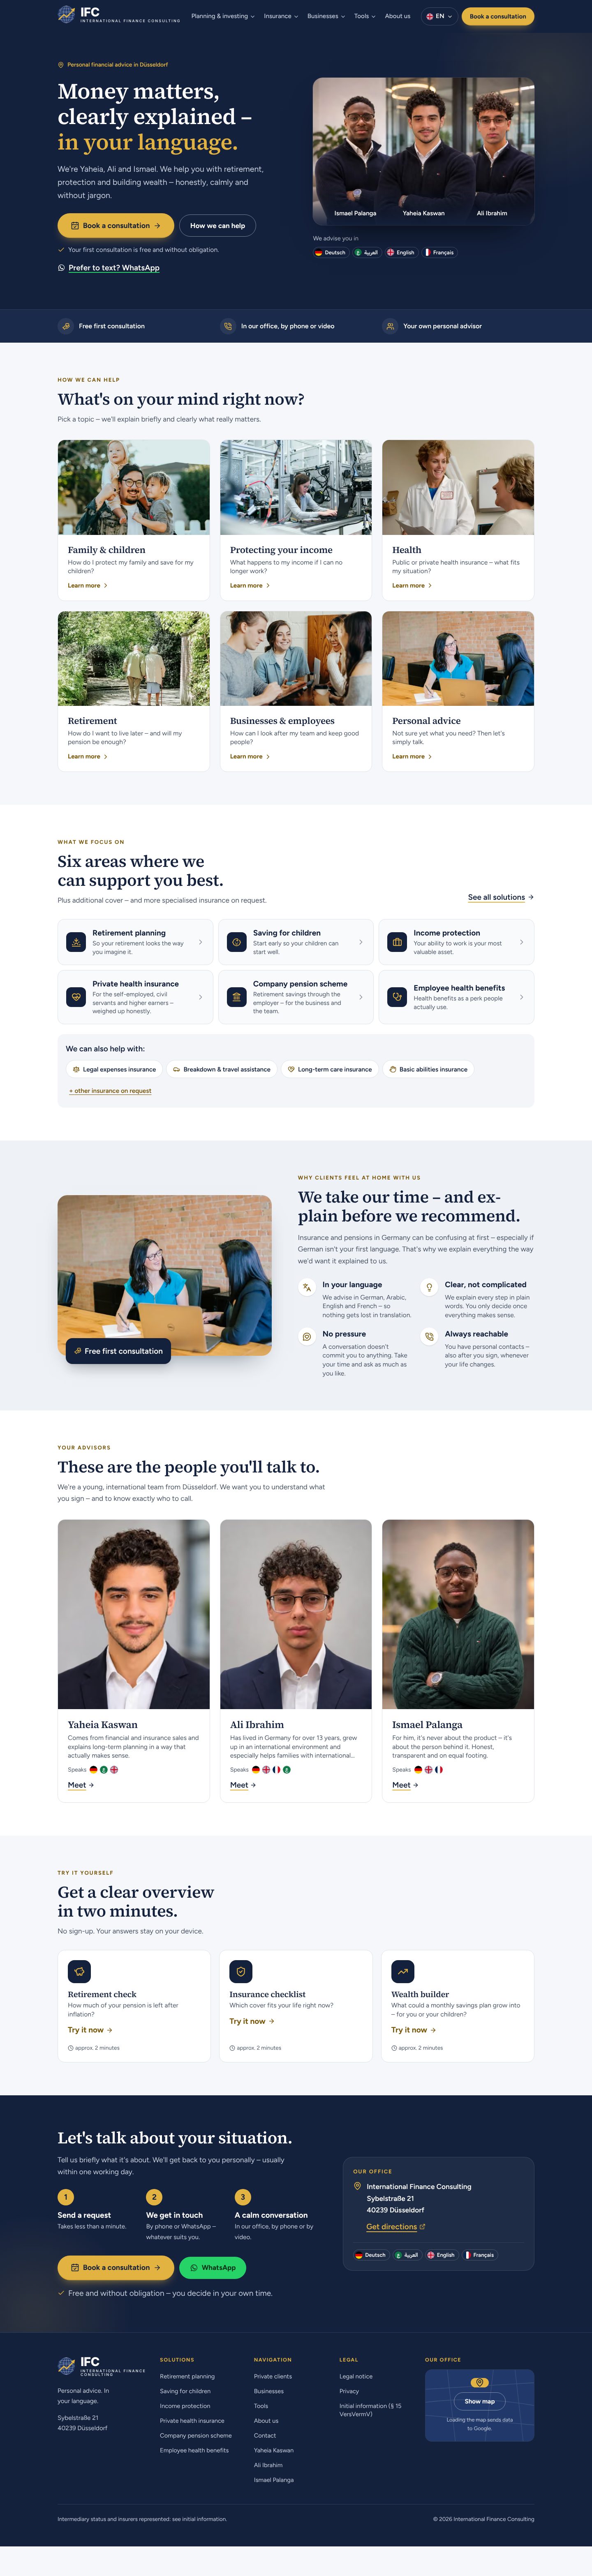 IFC
INTERNATIONAL FINANCE CONSULTING
Planning & investing
Insurance
Businesses
Tools
About us
EN
Book a consultation
Personal financial advice in Düsseldorf
Money matters,
clearly explained –
in your language.
We're Yaheia, Ali and Ismael. We help you with retirement,
protection and building wealth – honestly, calmly and
without jargon.
Book a consultation
How we can help
Your first consultation is free and without obligation.
Prefer to text? WhatsApp
Ismael Palanga
Yaheia Kaswan
Ali Ibrahim
We advise you in
Deutsch
العربية
English
Français
Free first consultation
In our office, by phone or video
Your own personal advisor
HOW WE CAN HELP
What's on your mind right now?
Pick a topic – we'll explain briefly and clearly what really matters.
Family & children
How do I protect my family and save for my
children?
Learn more
Protecting your income
What happens to my income if I can no
longer work?
Learn more
Health
Public or private health insurance – what fits
my situation?
Learn more
Retirement
How do I want to live later – and will my
pension be enough?
Learn more
Businesses & employees
How can I look after my team and keep good
people?
Learn more
Personal advice
Not sure yet what you need? Then let's
simply talk.
Learn more
WHAT WE FOCUS ON
Six areas where we
can support you best.
Plus additional cover – and more specialised insurance on request.
See all solutions
Retirement planning
So your retirement looks the way
you imagine it.
Saving for children
Start early so your children can
start well.
Income protection
Your ability to work is your most
valuable asset.
Private health insurance
For the self-employed, civil
servants and higher earners –
weighed up honestly.
Company pension scheme
Retirement savings through the
employer – for the business and
the team.
Employee health benefits
Health benefits as a perk people
actually use.
We can also help with:
Legal expenses insurance
Breakdown & travel assistance
Long-term care insurance
Basic abilities insurance
+ other insurance on request
Free first consultation
WHY CLIENTS FEEL AT HOME WITH US
We take our time – and ex-
plain before we recommend.
Insurance and pensions in Germany can be confusing at first – especially if
German isn't your first language. That's why we explain everything the way
we'd want it explained to us.
In your language
We advise in German, Arabic,
English and French – so
nothing gets lost in translation.
Clear, not complicated
We explain every step in plain
words. You only decide once
everything makes sense.
No pressure
A conversation doesn't
commit you to anything. Take
your time and ask as much as
you like.
Always reachable
You have personal contacts –
also after you sign, whenever
your life changes.
YOUR ADVISORS
These are the people you'll talk to.
We're a young, international team from Düsseldorf. We want you to understand what
you sign – and to know exactly who to call.
Yaheia Kaswan
Comes from financial and insurance sales and
explains long-term planning in a way that
actually makes sense.
Speaks
Meet
Ali Ibrahim
Has lived in Germany for over 13 years, grew
up in an international environment and
especially helps families with international…
Speaks
Meet
Ismael Palanga
For him, it's never about the product – it's
about the person behind it. Honest,
transparent and on equal footing.
Speaks
Meet
TRY IT YOURSELF
Get a clear overview
in two minutes.
No sign-up. Your answers stay on your device.
Retirement check
How much of your pension is left after
inflation?
Try it now
approx. 2 minutes
Insurance checklist
Which cover fits your life right now?
Try it now
approx. 2 minutes
Wealth builder
What could a monthly savings plan grow into
– for you or your children?
Try it now
approx. 2 minutes
Let's talk about your situation.
Tell us briefly what it's about. We'll get back to you personally – usually
within one working day.
1
Send a request
Takes less than a minute.
2
We get in touch
By phone or WhatsApp –
whatever suits you.
3
A calm conversation
In our office, by phone or by
video.
Book a consultation
WhatsApp
Free and without obligation – you decide in your own time.
OUR OFFICE
International Finance Consulting
Sybelstraße 21
40239 Düsseldorf
Get directions
Deutsch
العربية
English
Français
IFC
INTERNATIONAL FINANCE
CONSULTING
Personal advice. In
your language.
Sybelstraße 21
40239 Düsseldorf
SOLUTIONS
Retirement planning
Saving for children
Income protection
Private health insurance
Company pension scheme
Employee health benefits
NAVIGATION
Private clients
Businesses
Tools
About us
Contact
Yaheia Kaswan
Ali Ibrahim
Ismael Palanga
LEGAL
Legal notice
Privacy
Initial information (§ 15
VersVermV)
OUR OFFICE
Show map
Loading the map sends data
to Google.
Intermediary status and insurers represented: see initial information.
© 2026 International Finance Consulting